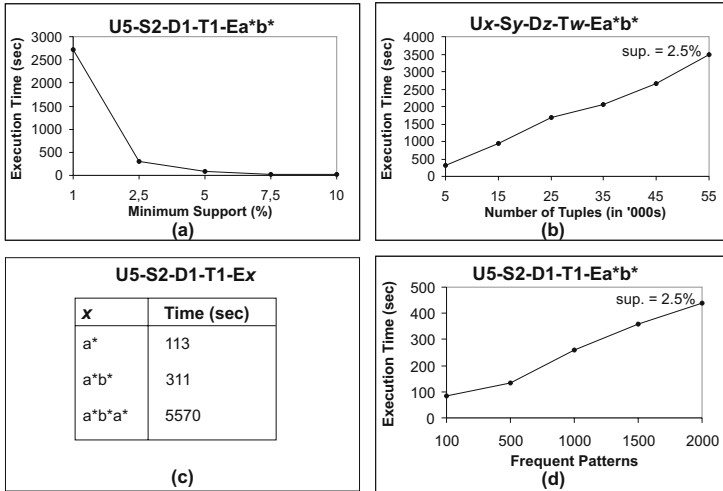 U5-S2-D1-T1-Ea*b*
Execution Time (sec)
3000
2500
2000
1500
1000
500
0
1 2,5 5 7,5 10
Minimum Support (%)
(a)
Ux-Sy-Dz-Tw-Ea*b*
Execution Time (sec)
4000
3500
3000
2500
2000
1500
1000
500
0
sup. = 2.5%
5 15 25 35 45 55
Number of Tuples (in '000s)
(b)
U5-S2-D1-T1-Ex
x Time (sec)
a* 113
a*b* 311
a*b*a* 5570
(c)
U5-S2-D1-T1-Ea*b*
Execution Time (sec)
500
400
300
200
100
0
sup. = 2.5%
100 500 1000 1500 2000
Frequent Patterns
(d)